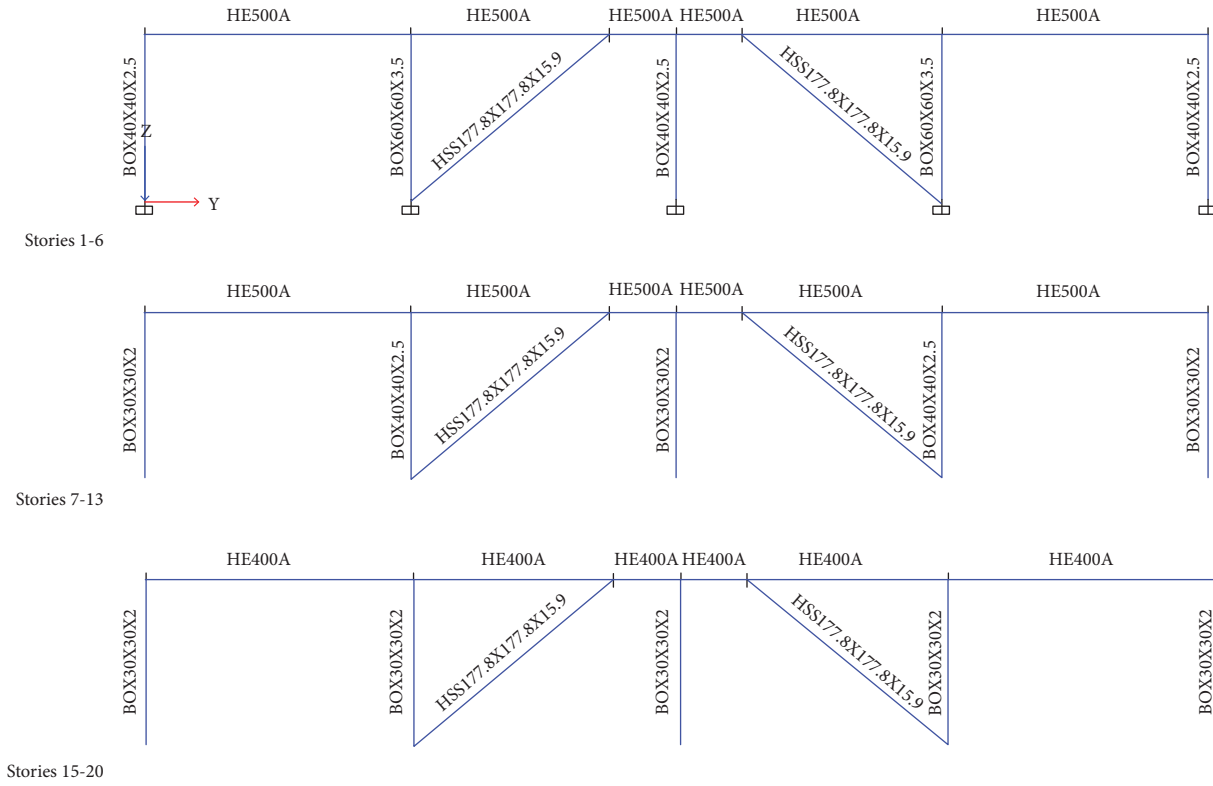 HE500A HE500A HE500A HE500A HE500A HE500A
BOX40X40X2.5
BOX60X60X3.5
HSS177.8X177.8X15.9
BOX40X40X2.5
HSS177.8X177.8X15.9
BOX60X60X3.5
BOX40X40X2.5
Z
Y
Stories 1-6
HE500A HE500A HE500A HE500A HE500A HE500A
BOX30X30X2
BOX40X40X2.5
HSS177.8X177.8X15.9
BOX30X30X2
HSS177.8X177.8X15.9
BOX40X40X2.5
BOX30X30X2
Stories 7-13
HE400A HE400A HE400A HE400A HE400A HE400A
BOX30X30X2
BOX30X30X2
HSS177.8X177.8X15.9
BOX30X30X2
HSS177.8X177.8X15.9
BOX30X30X2
BOX30X30X2
Stories 15-20